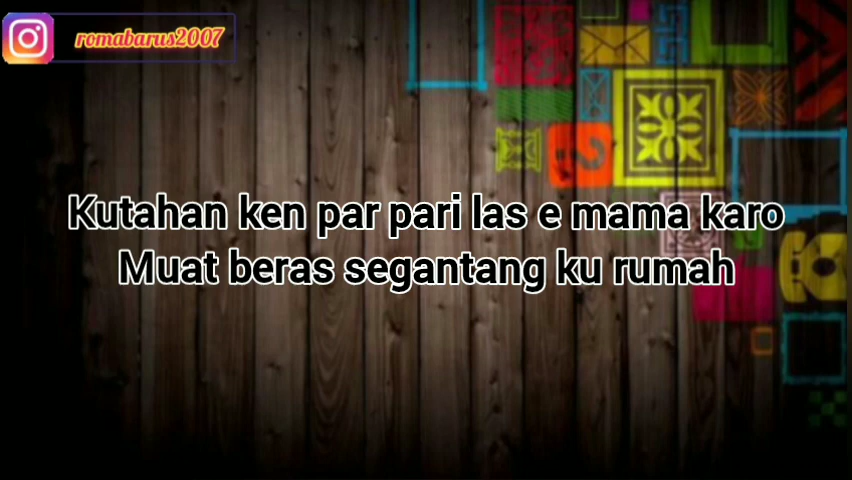 romabarus2007
Kutahan ken par pari las e mama karo
Muat beras segantang ku rumah